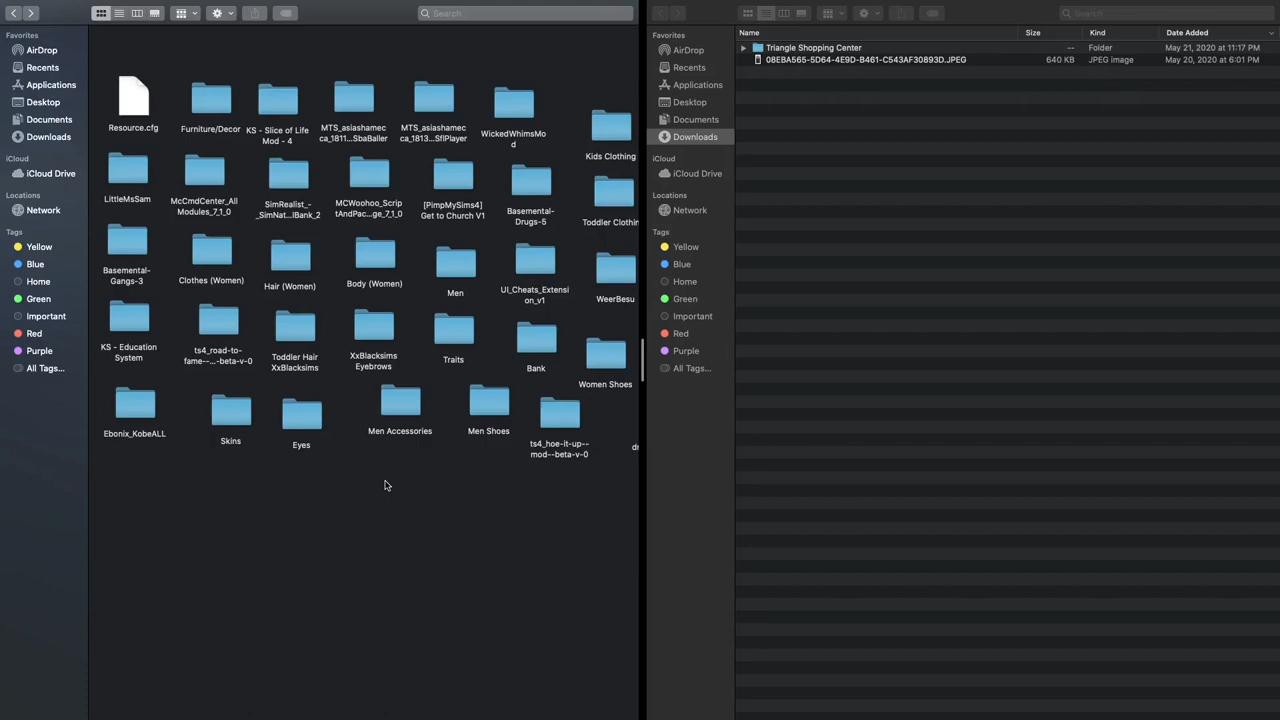 Search
Favorites
AirDrop
Recents
Applications
Desktop
Documents
Downloads
iCloud
iCloud Drive
Locations
Network
Tags
Yellow
Blue
Home
Green
Important
Red
Purple
All Tags...
Resource.cfg
Furniture/Decor
KS - Slice of Life
Mod - 4
MTS_asiashamec
ca_1811...SbaBaller
MTS_asiashamec
ca_1813...SflPlayer
WickedWhimsMo
d
Kids Clothing
LittleMsSam
McCmdCenter_All
Modules_7_1_0
SimRealist_-
_SimNat...lBank_2
MCWoohoo_Scrip
tAndPac...ge_7_1_0
[PimpMySims4]
Get to Church V1
Basemental-
Drugs-5
Toddler Clothin
Basemental-
Gangs-3
Clothes (Women)
Hair (Women)
Body (Women)
Men
UI_Cheats_Extensi
on_v1
WeerBesu
KS - Education
System
ts4_road-to-
fame--...-beta-v-0
Toddler Hair
XxBlacksims
XxBlacksims
Eyebrows
Traits
Bank
Women Shoes
Ebonix_KobeALL
Skins
Eyes
Men Accessories
Men Shoes
ts4_hoe-it-up--
mod--beta-v-0
Search
Favorites
AirDrop
Recents
Applications
Desktop
Documents
Downloads
iCloud
iCloud Drive
Locations
Network
Tags
Yellow
Blue
Home
Green
Important
Red
Purple
All Tags...
Name Size Kind Date Added
Triangle Shopping Center -- Folder May 21, 2020 at 11:17 PM
08EBA565-5D64-4E9D-B461-C543AF30893D.JPEG 640 KB JPEG image May 20, 2020 at 6:01 PM